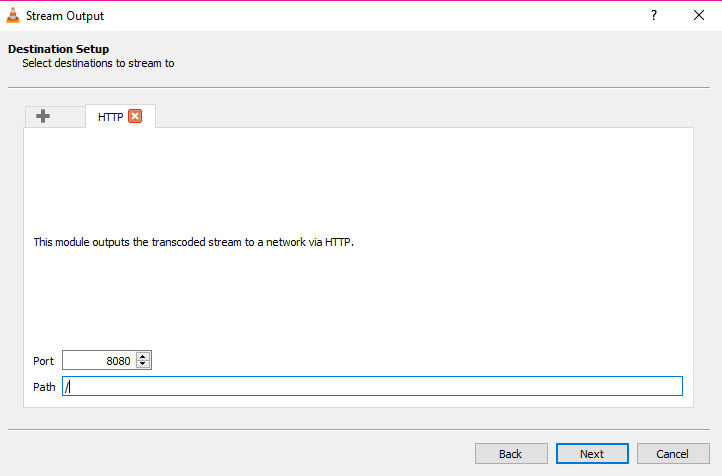 Stream Output
?
Destination Setup
Select destinations to stream to
HTTP
This module outputs the transcoded stream to a network via HTTP.
Port 8080
Path /
Back Next Cancel